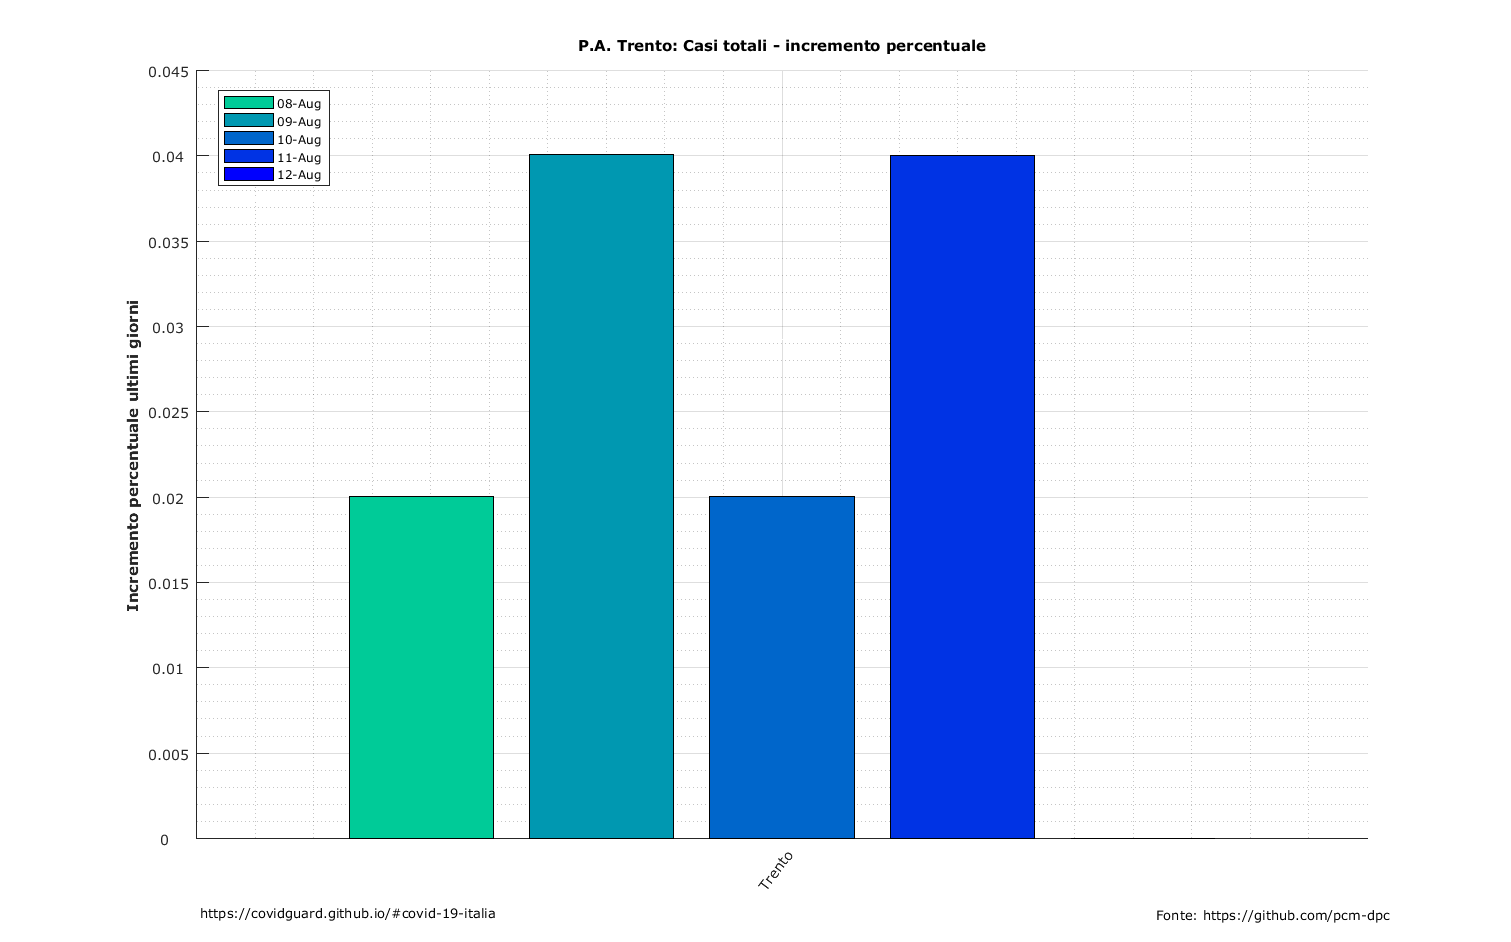 P.A. Trento: Casi totali - incremento percentuale
0.045
0.04
0.035
0.03
0.025
0.02
0.015
0.01
0.005
0
08-Aug
09-Aug
10-Aug
11-Aug
12-Aug
Incremento percentuale ultimi giorni
Trento
https://covidguard.github.io/#covid-19-italia
Fonte: https://github.com/pcm-dpc